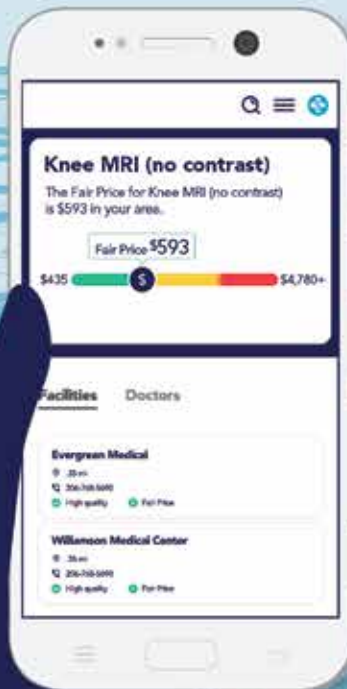 Knee MRI (no contrast)
The Fair Price for Knee MRI (no contrast)
is $593 in your area.
Fair Price $593
$435
$
$4,780+
Facilities
Doctors
Evergreen Medical
High quality
Fair Price
Williamson Medical Center
High quality
Fair Price